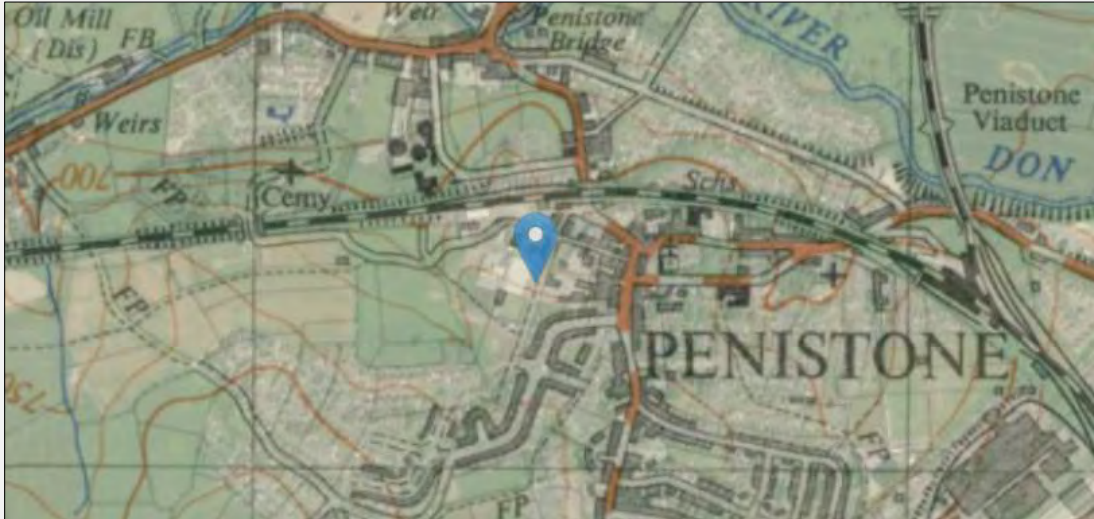 Oil Mill
(Dis)
FB
Weir
Penistone
Bridge
RIVER
Weirs
Penistone
Viaduct
DON
700
FP
Cemy
Schs
FP
PENISTONE
750
FP
FP